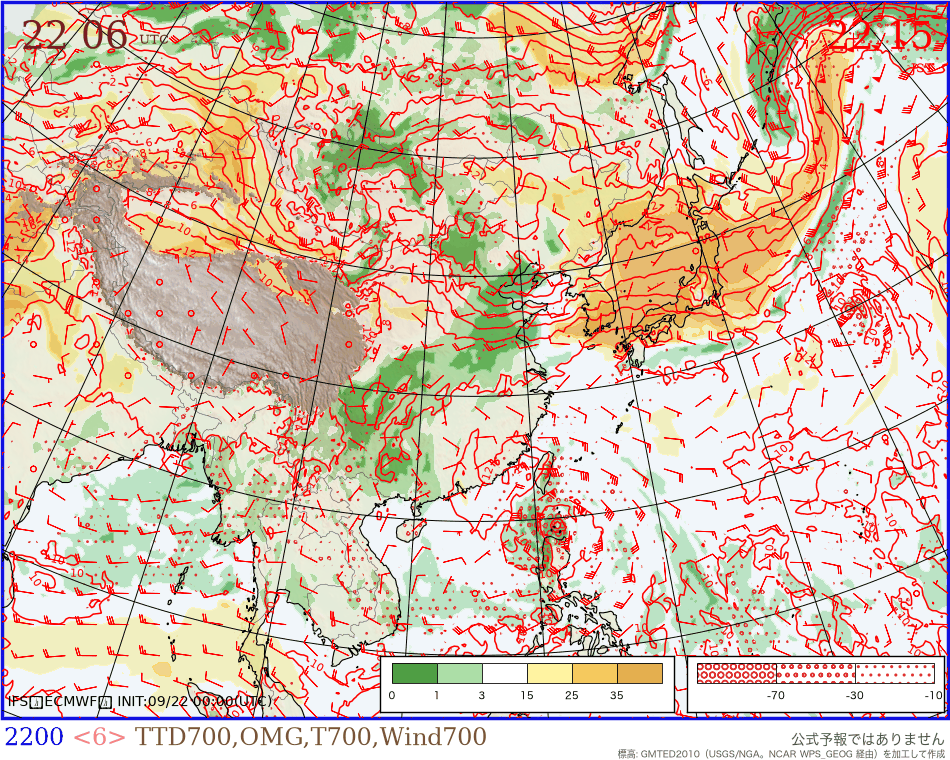 22 06 UTC
22.15
0 1 3 15 25 35
-70 -30 -10
IFS□ECMWF□ INIT:09/22 00:00(UTC)
2200 <6> TTD700,OMG,T700,Wind700
公式予報ではありません
標高: GMTED2010（USGS/NGA。NCAR WPS_GEOG 経由）を加工して作成